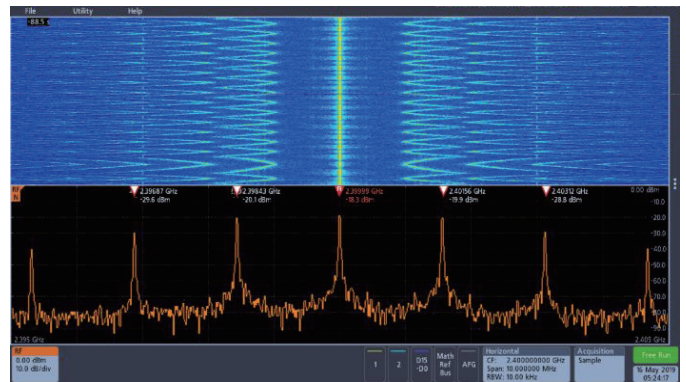 File Utility Help
-88.5
2.39687 GHz 2.39843 GHz 2.39999 GHz 2.40156 GHz 2.40312 GHz 0.00 dBm
-29.6 dBm -20.1 dBm -18.3 dBm -19.9 dBm -28.8 dBm -10.0
-20.0
-30.0
-40.0
-50.0
-60.0
-70.0
-80.0
-90.0
2.395 GHz 2.405 GHz
RF
0.00 dBm
10.0 dB/div
1 2 D15 -D0 Math Ref Bus AFG
Horizontal
CF: 2.400000000 GHz
Span: 10.000000 MHz
RBW: 10.00 kHz
Acquisition
Sample
Free Run
16 May 2019
05:24:17